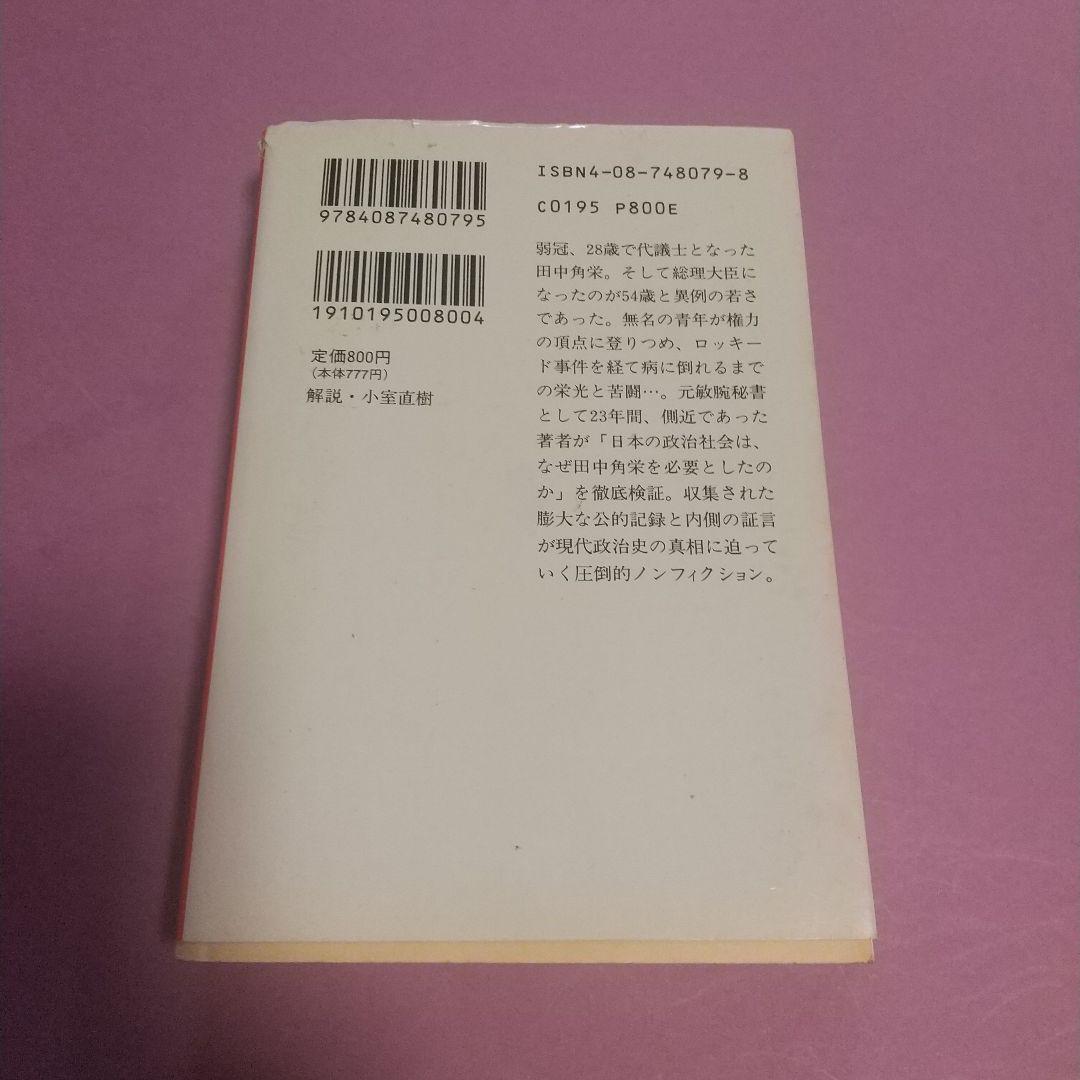 9784087480795
1910195008004
定価800円
(本体777円)
解説・小室直樹
ISBN4-08-748079-8
C0195 P800E
弱冠、28歳で代議士となった
田中角栄。そして総理大臣に
なったのが54歳と異例の若さ
であった。無名の青年が権力
の頂点に登りつめ、ロッキー
ド事件を経て病に倒れるまで
の栄光と苦闘…。元敏腕秘書
として23年間、側近であった
著者が「日本の政治社会は、
なぜ田中角栄を必要としたの
か」を徹底検証。収集された
膨大な公的記録と内側の証言
が現代政治史の真相に迫って
いく圧倒的ノンフィクション。